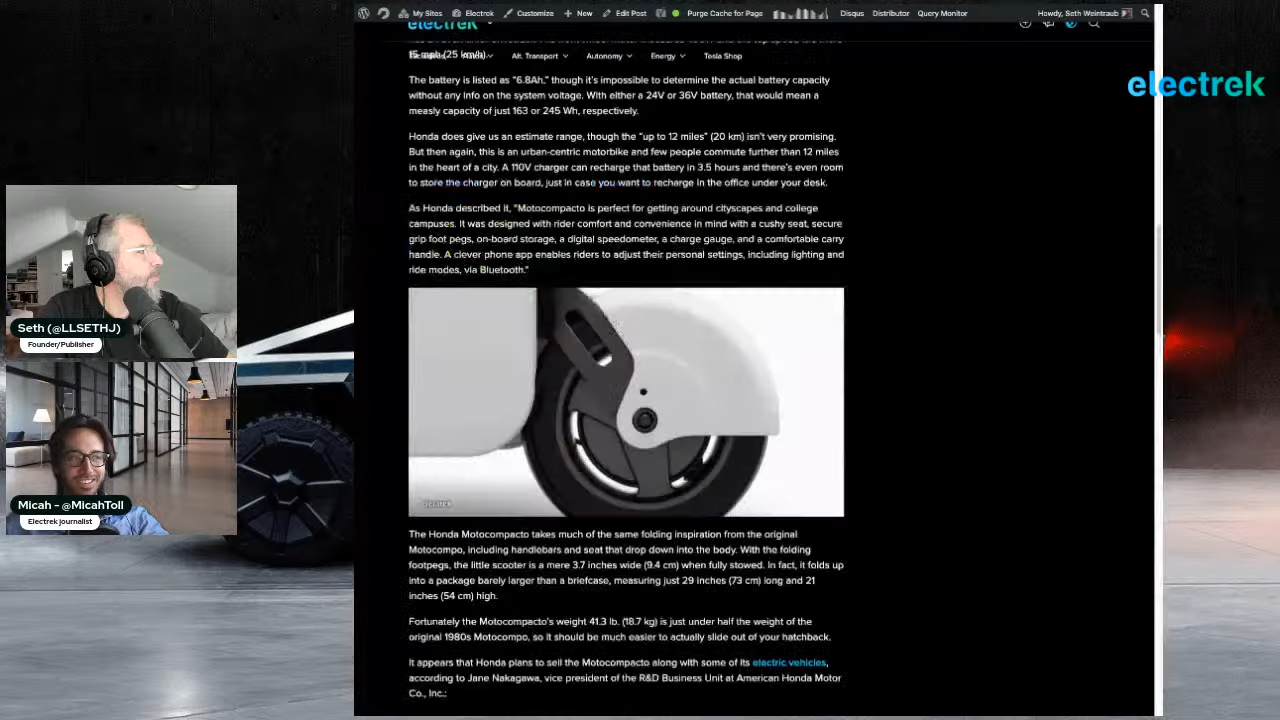 My Sites Electrek Customize New Edit Post Purge Cache for Page Disqus Distributor Query Monitor Howdy, Seth Weintraub
electrek
15 mph (25 km/h).
Alt. Transport Autonomy Energy Tesla Shop
electrek
The battery is listed as "6.8Ah," though it's impossible to determine the actual battery capacity
without any info on the system voltage. With either a 24V or 36V battery, that would mean a
measly capacity of just 163 or 245 Wh, respectively.
Honda does give us an estimate range, though the "up to 12 miles" (20 km) isn't very promising.
But then again, this is an urban-centric motorbike and few people commute further than 12 miles
in the heart of a city. A 110V charger can recharge that battery in 3.5 hours and there's even room
to store the charger on board, just in case you want to recharge in the office under your desk.
As Honda described it, "Motocompacto is perfect for getting around cityscapes and college
campuses. It was designed with rider comfort and convenience in mind with a cushy seat, secure
grip foot pegs, on-board storage, a digital speedometer, a charge gauge, and a comfortable carry
handle. A clever phone app enables riders to adjust their personal settings, including lighting and
ride modes, via Bluetooth."
electrek
The Honda Motocompacto takes much of the same folding inspiration from the original
Motocompo, including handlebars and seat that drop down into the body. With the folding
footpegs, the little scooter is a mere 3.7 inches wide (9.4 cm) when fully stowed. In fact, it folds up
into a package barely larger than a briefcase, measuring just 29 inches (73 cm) long and 21
inches (54 cm) high.
Fortunately the Motocompacto's weight 41.3 lb. (18.7 kg) is just under half the weight of the
original 1980s Motocompo, so it should be much easier to actually slide out of your hatchback.
It appears that Honda plans to sell the Motocompacto along with some of its electric vehicles,
according to Jane Nakagawa, vice president of the R&D Business Unit at American Honda Motor
Co., Inc.:
Seth (@LLSETHJ)
Founder/Publisher
Micah - @MicahToll
Electrek journalist